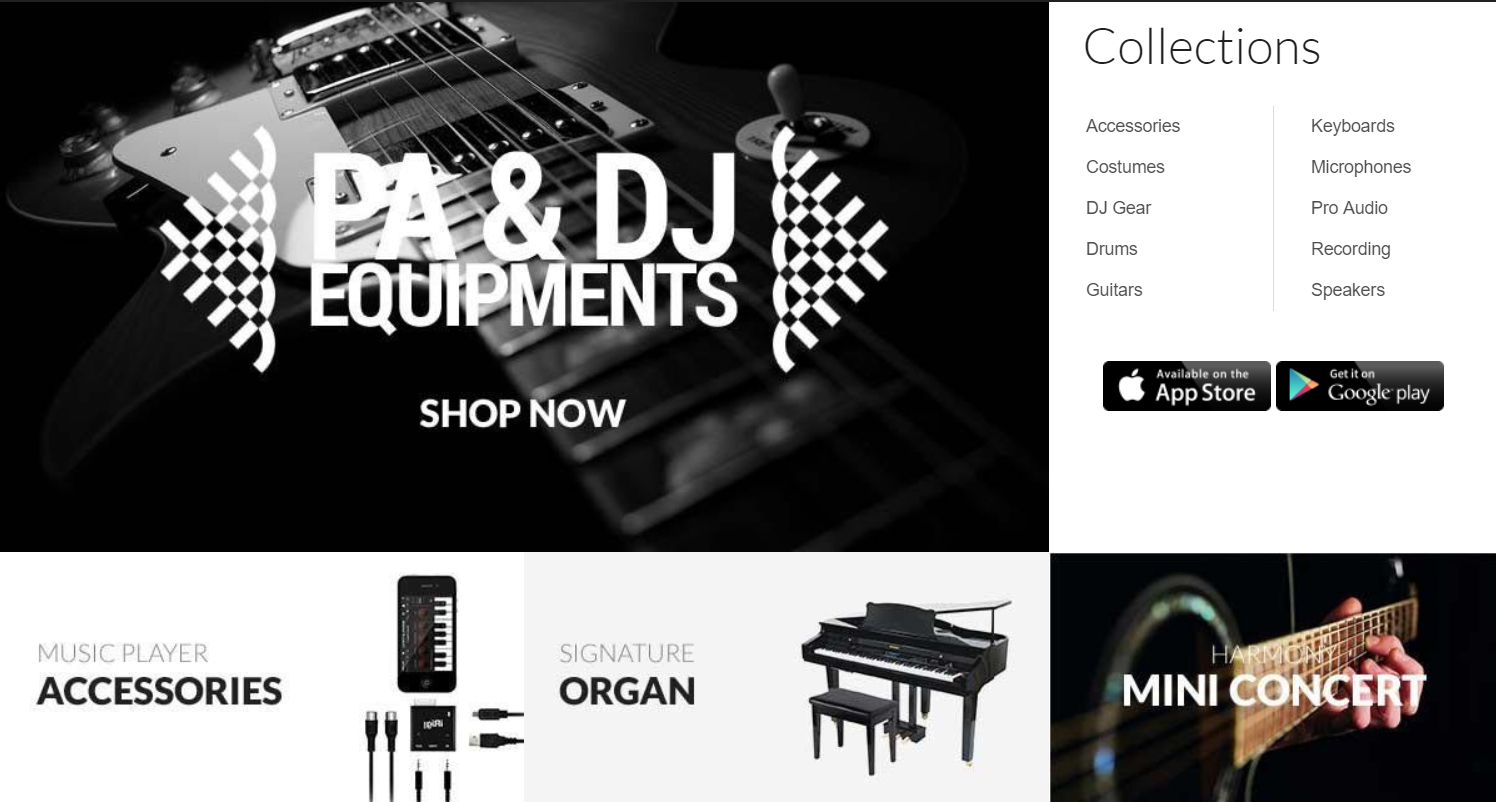 PA & DJ
EQUIPMENTS
SHOP NOW
Collections
Accessories
Costumes
DJ Gear
Drums
Guitars
Keyboards
Microphones
Pro Audio
Recording
Speakers
Available on the
App Store
Get it on
Google play
MUSIC PLAYER
ACCESSORIES
SIGNATURE
ORGAN
HARMONY
MINI CONCERT